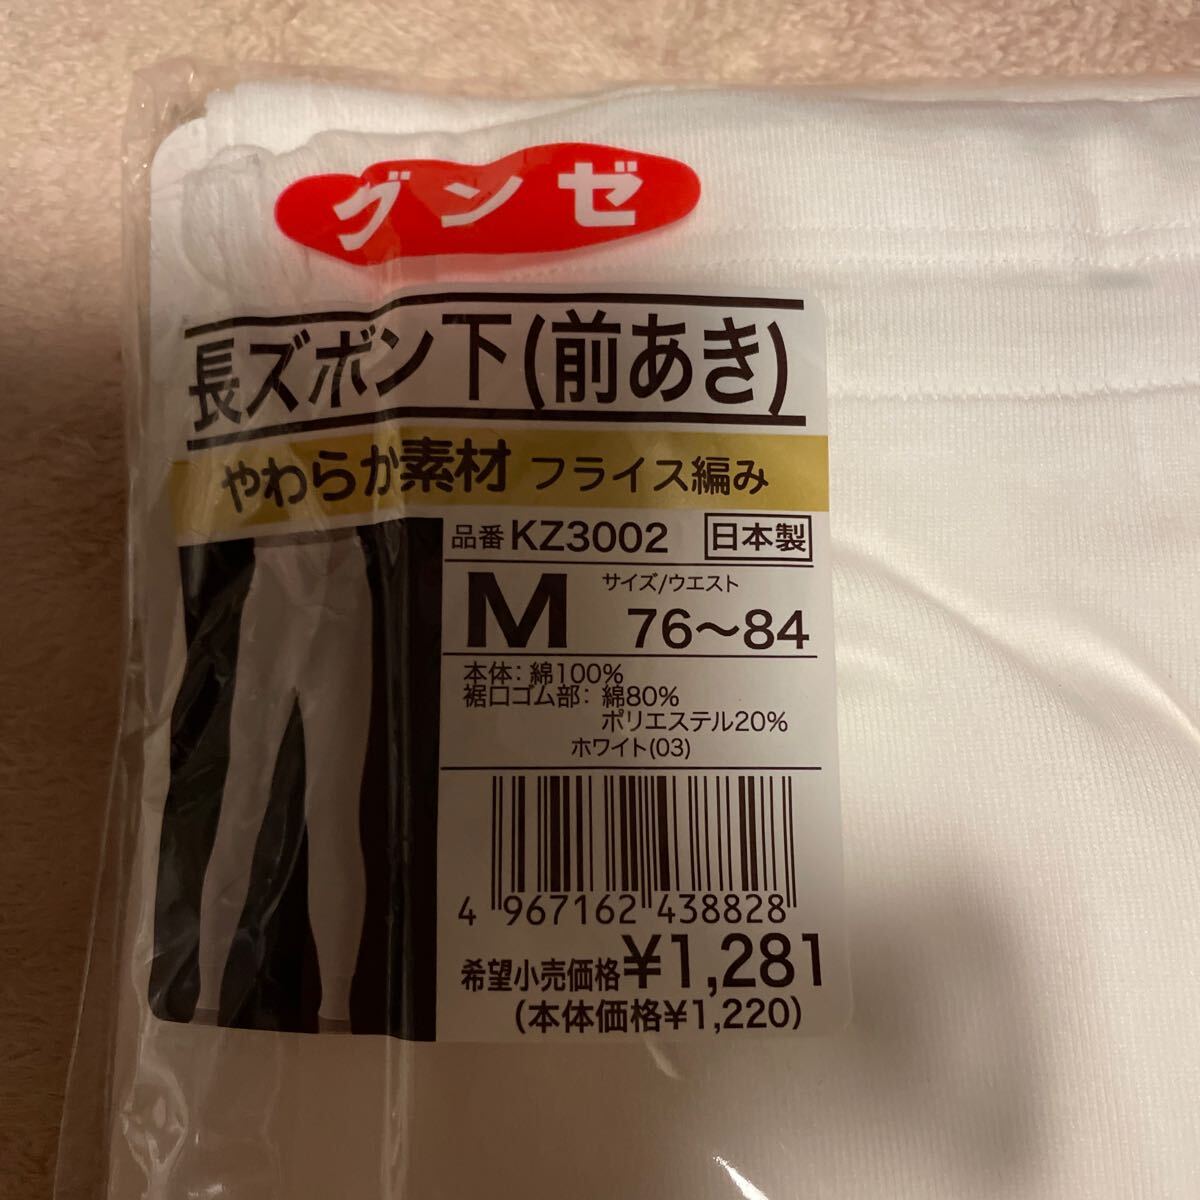 グンゼ
長ズボン下(前あき)
やわらか素材 フライス編み
品番 KZ3002 日本製
M サイズ/ウエスト
76〜84
本体: 綿100%
裾口ゴム部: 綿80%
ポリエステル20%
ホワイト(03)
4 967162 438828
希望小売価格¥1,281
(本体価格¥1,220)